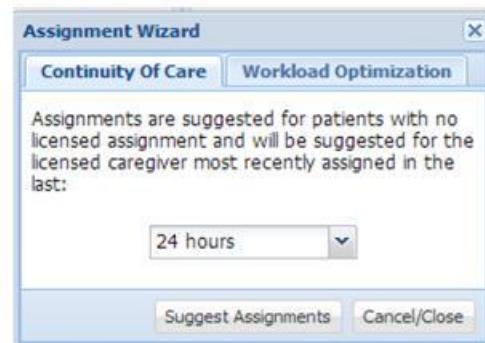 Assignment Wizard
Continuity Of Care
Workload Optimization
Assignments are suggested for patients with no
licensed assignment and will be suggested for the
licensed caregiver most recently assigned in the
last:
24 hours
Suggest Assignments
Cancel/Close